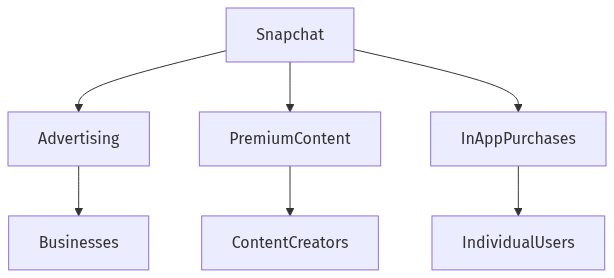 Snapchat
Advertising
PremiumContent
InAppPurchases
Businesses
ContentCreators
IndividualUsers